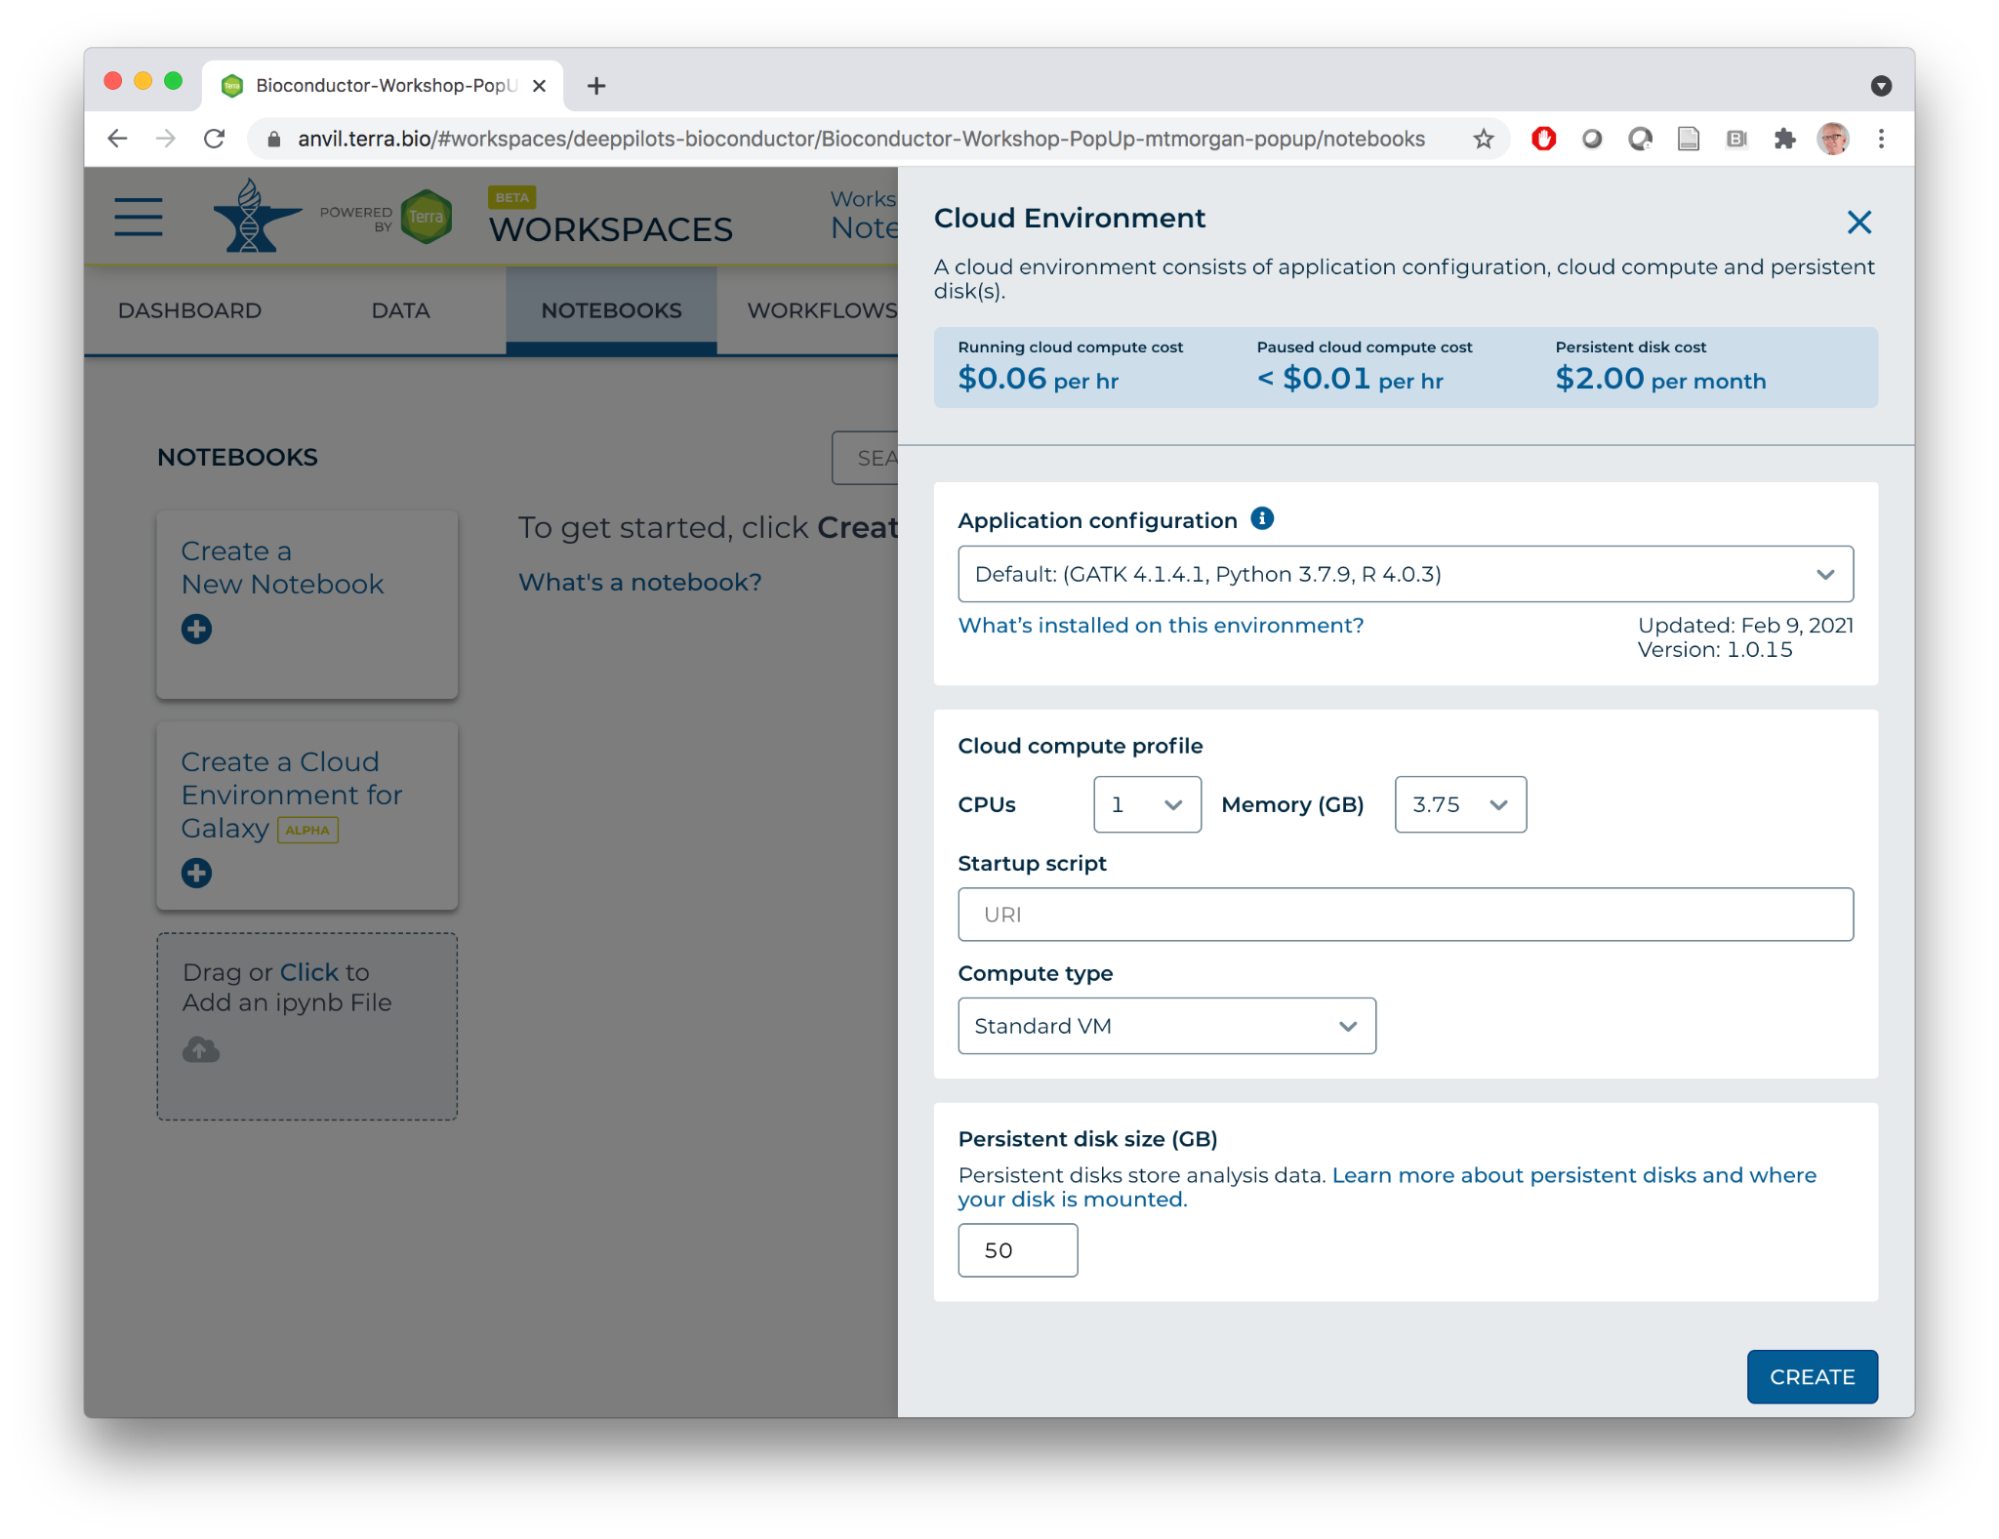 Bioconductor-Workshop-PopU
anvil.terra.bio/#workspaces/deeppilots-bioconductor/Bioconductor-Workshop-PopUp-mtmorgan-popup/notebooks
POWERED
BY
Terra
BETA
WORKSPACES
Works
Note
DASHBOARD
DATA
NOTEBOOKS
WORKFLOWS
NOTEBOOKS
SEA
Create a
New Notebook
To get started, click Creat
What's a notebook?
Create a Cloud
Environment for
Galaxy ALPHA
Drag or Click to
Add an ipynb File
Cloud Environment
A cloud environment consists of application configuration, cloud compute and persistent
disk(s).
Running cloud compute cost
$0.06 per hr
Paused cloud compute cost
< $0.01 per hr
Persistent disk cost
$2.00 per month
Application configuration
Default: (GATK 4.1.4.1, Python 3.7.9, R 4.0.3)
What's installed on this environment?
Updated: Feb 9, 2021
Version: 1.0.15
Cloud compute profile
CPUs 1 Memory (GB) 3.75
Startup script
URI
Compute type
Standard VM
Persistent disk size (GB)
Persistent disks store analysis data. Learn more about persistent disks and where
your disk is mounted.
50
CREATE